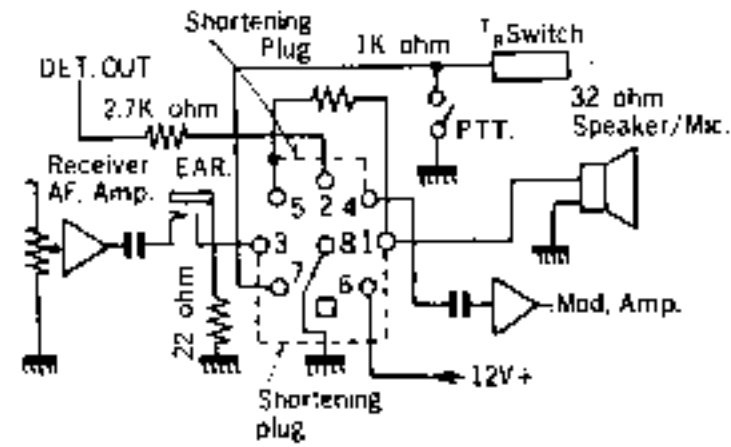 Shortening
Plug
1K ohm
TR Switch
DET. OUT
2.7K ohm
32 ohm
Speaker/Mic.
PTT.
Receiver
AF. Amp.
EAR.
5 2 4
3 8 1
7 6
22 ohm
Mod. Amp.
12V+
Shortening
plug